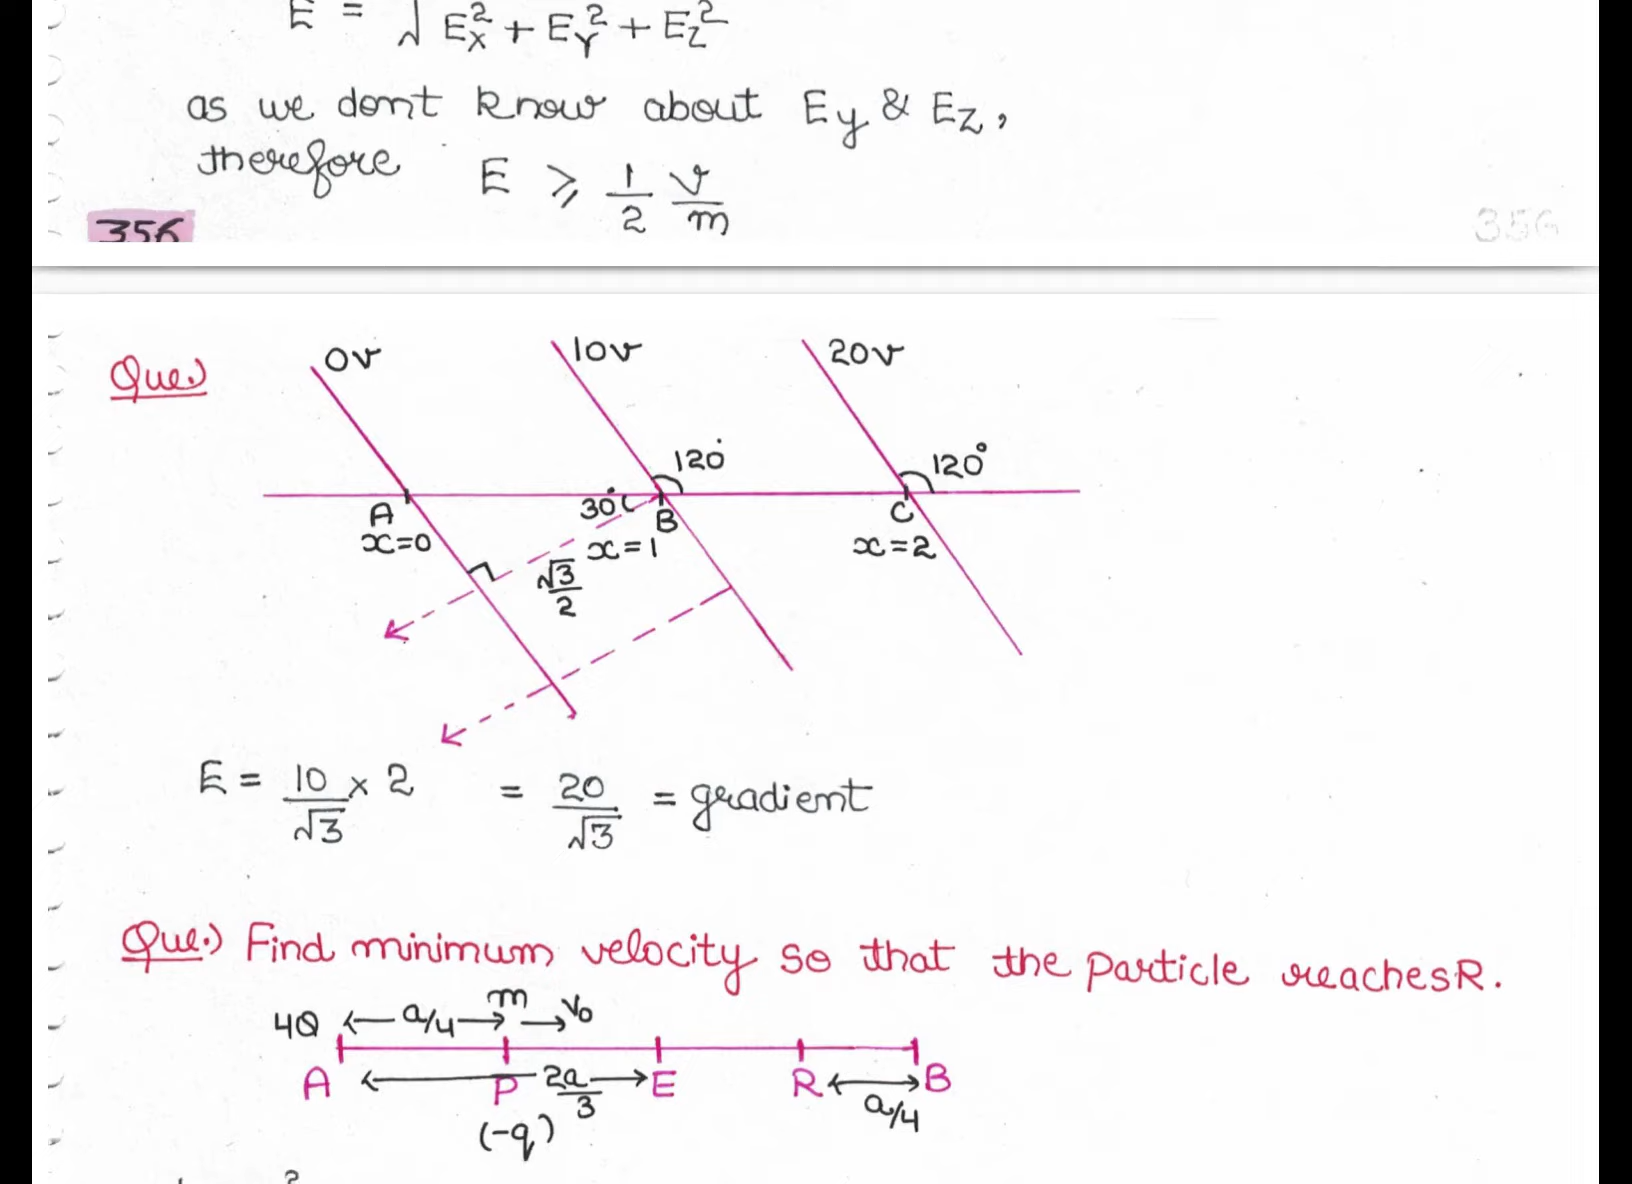 E = √Ex² + Ey² + Ez²
as we dont know about Ey & Ez,
therefore E ⩾ 1/2 v/m
356
356
Que.) 0v 10v 20v
120° 120°
A 30° B C
x=0 x=1 x=2
√3/2
E = 10/√3 x 2 = 20/√3 = gradient
Que.) Find minimum velocity so that the particle reaches R.
4Q a/4 m v₀
A P 2a/3 E R B
(-q) a/4